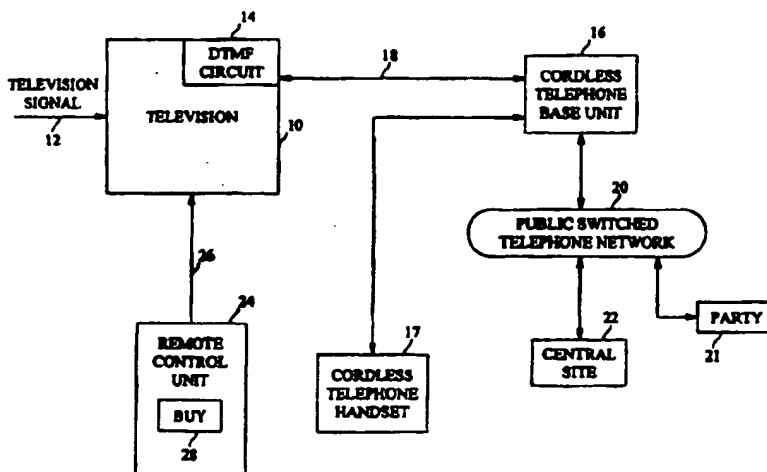 14
DTMF
CIRCUIT
TELEVISION
SIGNAL
12
TELEVISION
10
18
16
CORDLESS
TELEPHONE
BASE UNIT
20
PUBLIC SWITCHED
TELEPHONE NETWORK
26
24
REMOTE
CONTROL
UNIT
BUY
28
17
CORDLESS
TELEPHONE
HANDSET
22
CENTRAL
SITE
PARTY
21